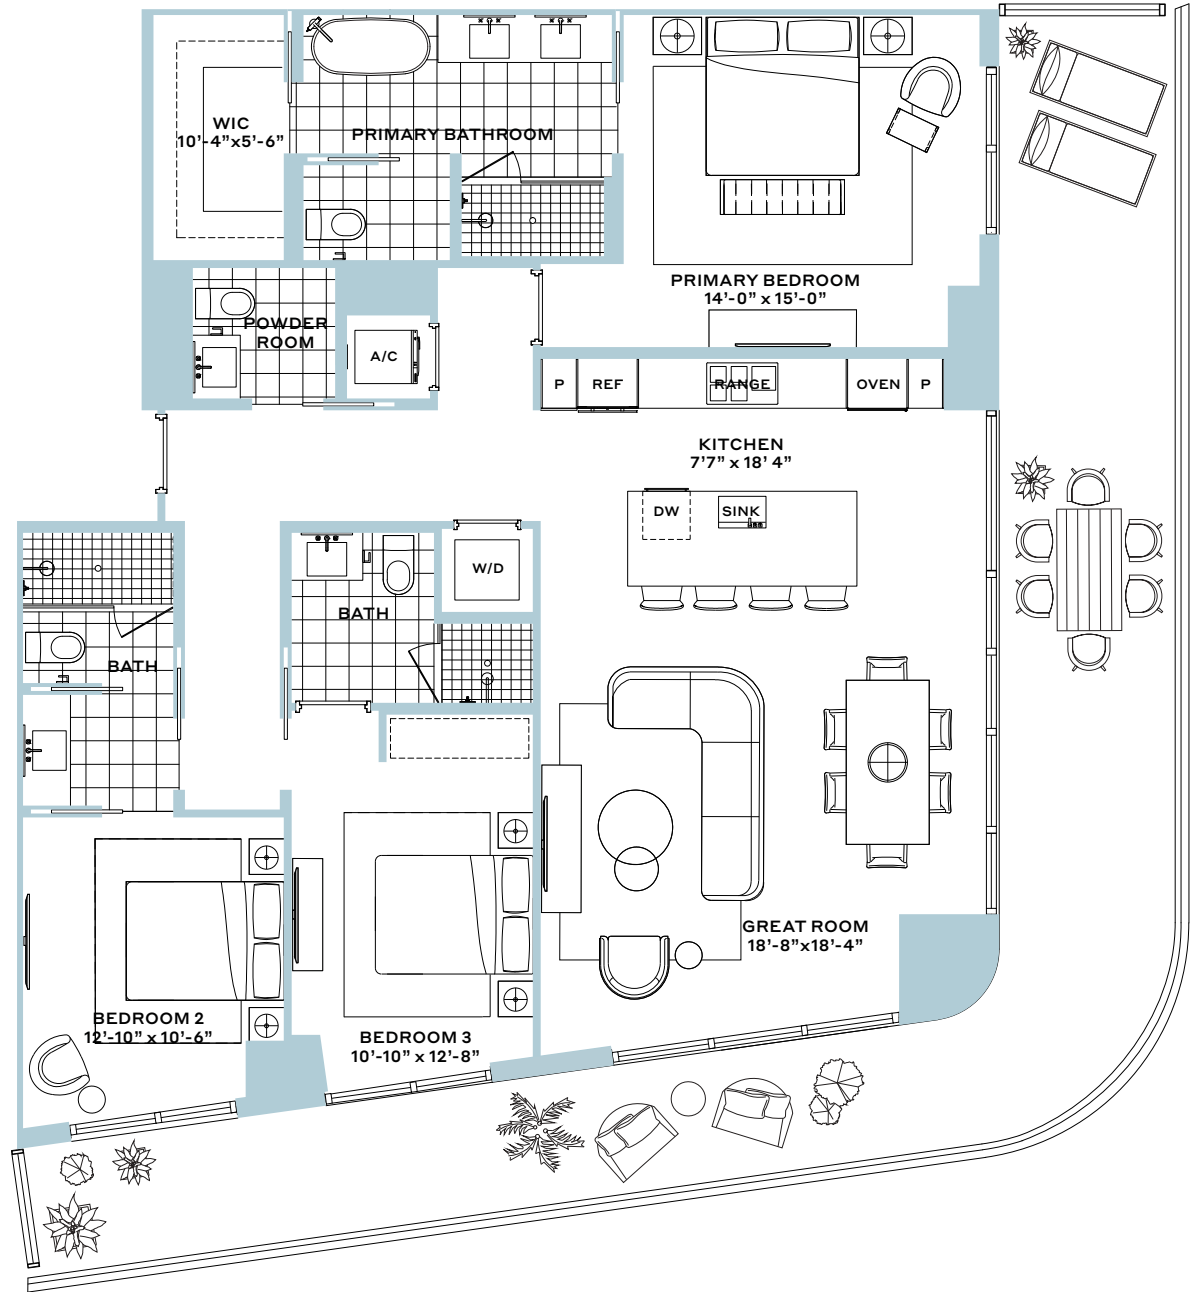 WIC
10’-4”x5’-6”
PRIMARY BATHROOM
PRIMARY BEDROOM
14’-0” x 15’-0”
POWDER
ROOM
A/C
P
REF
RANGE
OVEN
P
KITCHEN
7’7” x 18’ 4”
DW
SINK
W/D
BATH
BATH
GREAT ROOM
18’-8”x18’-4”
BEDROOM 2
12’-10” x 10’-6”
BEDROOM 3
10’-10” x 12’-8”